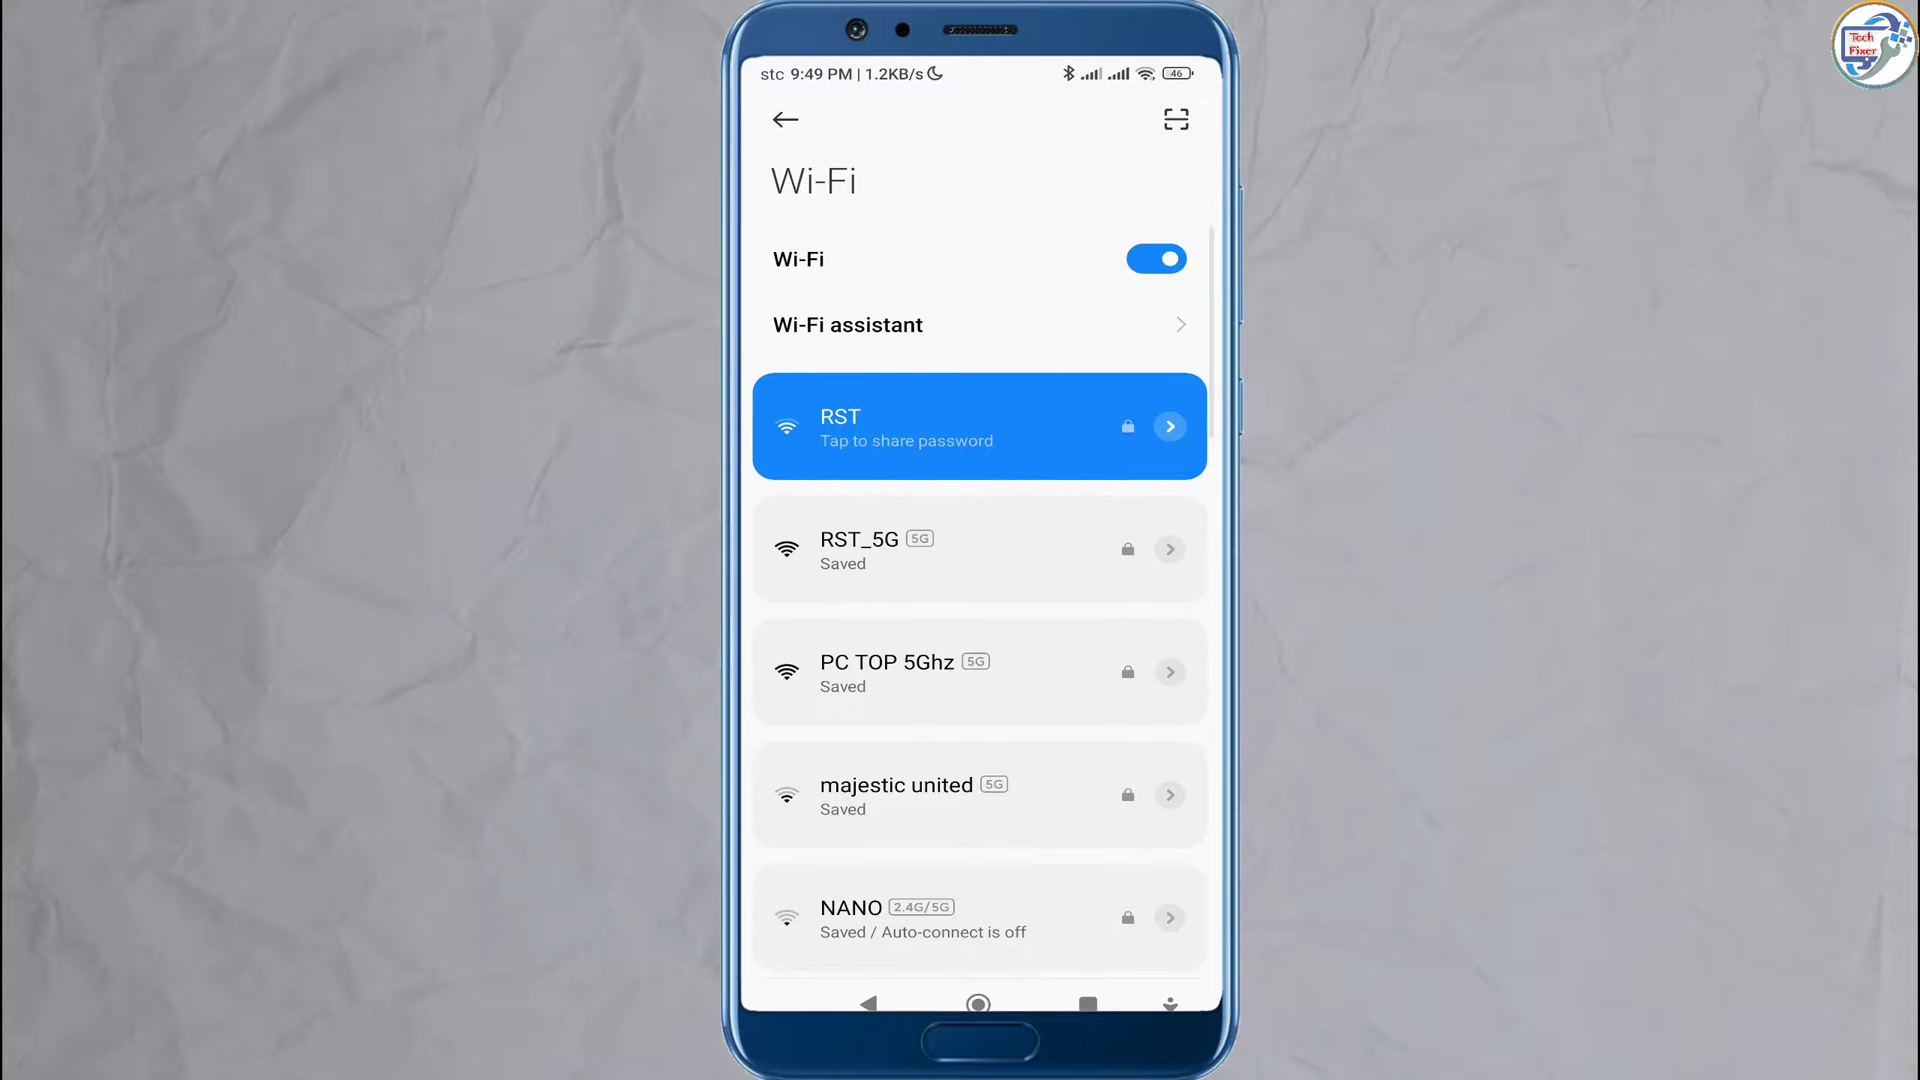 Tech
Fixer
stc 9:49 PM | 1.2KB/s
46
Wi-Fi
Wi-Fi
Wi-Fi assistant
RST
Tap to share password
RST_5G 5G
Saved
PC TOP 5Ghz 5G
Saved
majestic united 5G
Saved
NANO 2.4G/5G
Saved / Auto-connect is off